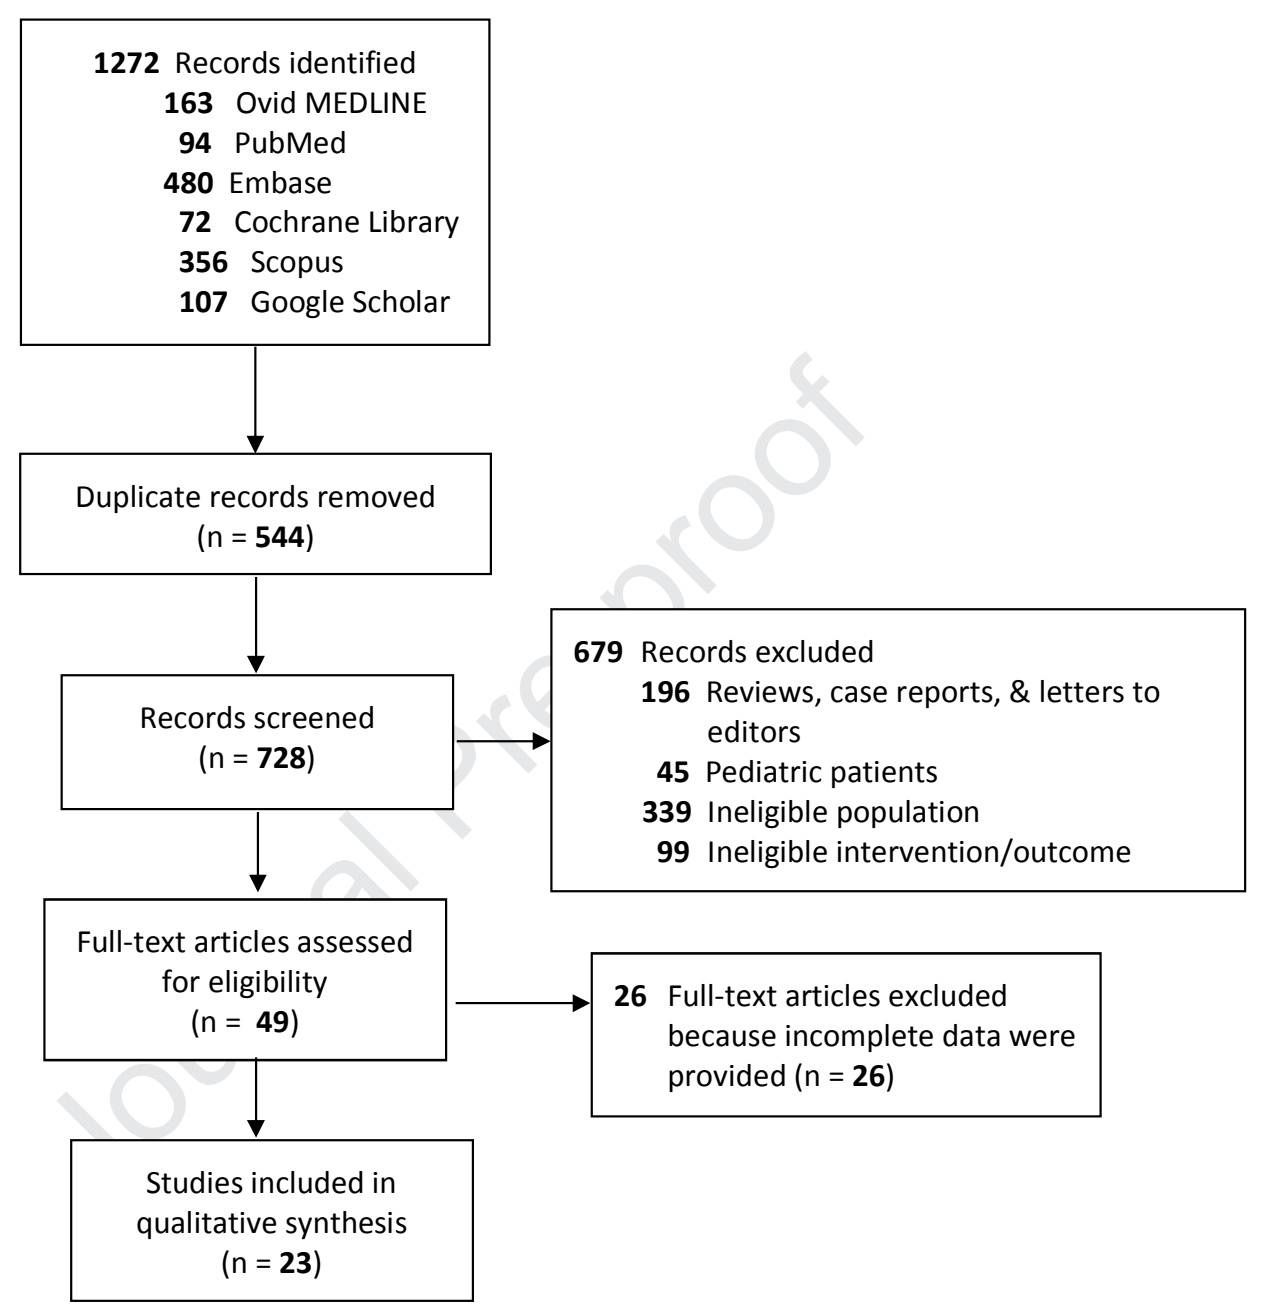 1272 Records identified
163 Ovid MEDLINE
94 PubMed
480 Embase
72 Cochrane Library
356 Scopus
107 Google Scholar
Duplicate records removed
(n = 544)
Records screened
(n = 728)
679 Records excluded
196 Reviews, case reports, & letters to
editors
45 Pediatric patients
339 Ineligible population
99 Ineligible intervention/outcome
Full-text articles assessed
for eligibility
(n = 49)
26 Full-text articles excluded
because incomplete data were
provided (n = 26)
Studies included in
qualitative synthesis
(n = 23)
Journal Pre-proof